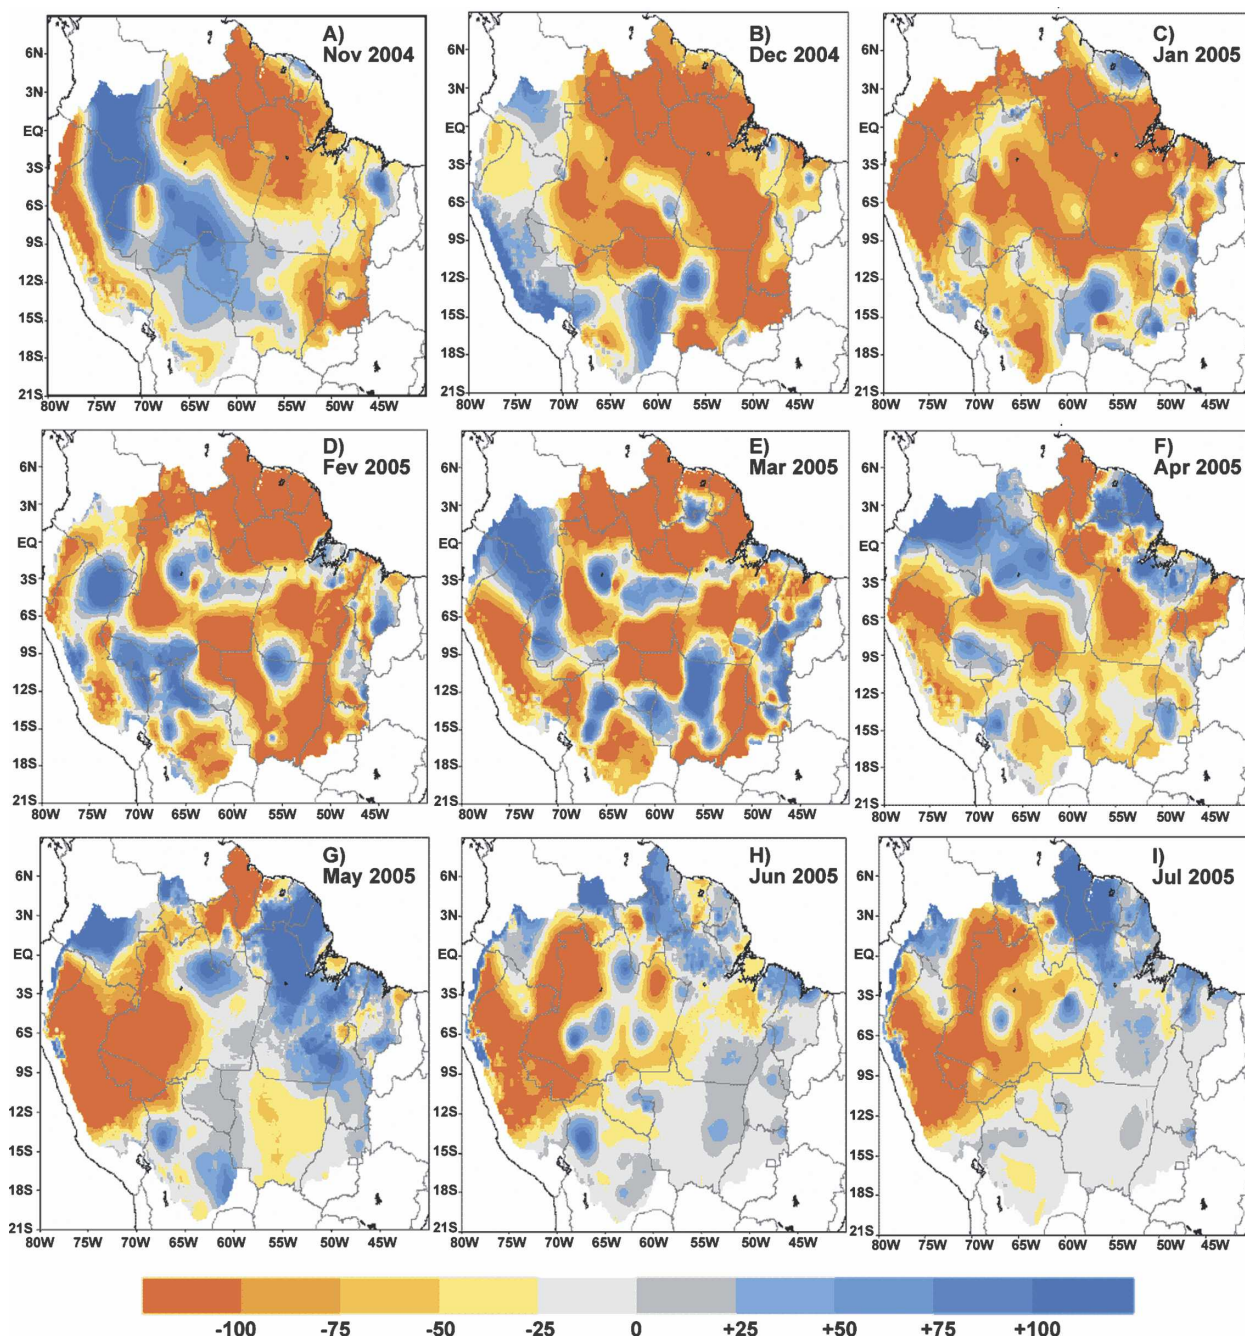 A)
Nov 2004
6N
3N
EQ
3S
6S
9S
12S
15S
18S
21S
80W 75W 70W 65W 60W 55W 50W 45W
B)
Dec 2004
6N
3N
EQ
3S
6S
9S
12S
15S
18S
21S
80W 75W 70W 65W 60W 55W 50W 45W
C)
Jan 2005
6N
3N
EQ
3S
6S
9S
12S
15S
18S
21S
80W 75W 70W 65W 60W 55W 50W 45W
D)
Fev 2005
6N
3N
EQ
3S
6S
9S
12S
15S
18S
21S
80W 75W 70W 65W 60W 55W 50W 45W
E)
Mar 2005
6N
3N
EQ
3S
6S
9S
12S
15S
18S
21S
80W 75W 70W 65W 60W 55W 50W 45W
F)
Apr 2005
6N
3N
EQ
3S
6S
9S
12S
15S
18S
21S
80W 75W 70W 65W 60W 55W 50W 45W
G)
May 2005
6N
3N
EQ
3S
6S
9S
12S
15S
18S
21S
80W 75W 70W 65W 60W 55W 50W 45W
H)
Jun 2005
6N
3N
EQ
3S
6S
9S
12S
15S
18S
21S
80W 75W 70W 65W 60W 55W 50W 45W
I)
Jul 2005
6N
3N
EQ
3S
6S
9S
12S
15S
18S
21S
80W 75W 70W 65W 60W 55W 50W 45W
-100 -75 -50 -25 0 +25 +50 +75 +100